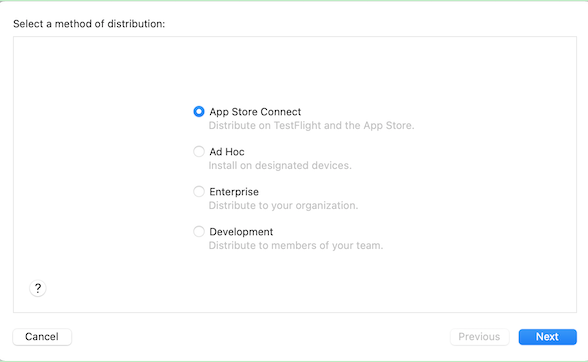 Select a method of distribution:
App Store Connect
Distribute on TestFlight and the App Store.
Ad Hoc
Install on designated devices.
Enterprise
Distribute to your organization.
Development
Distribute to members of your team.
?
Cancel
Previous
Next